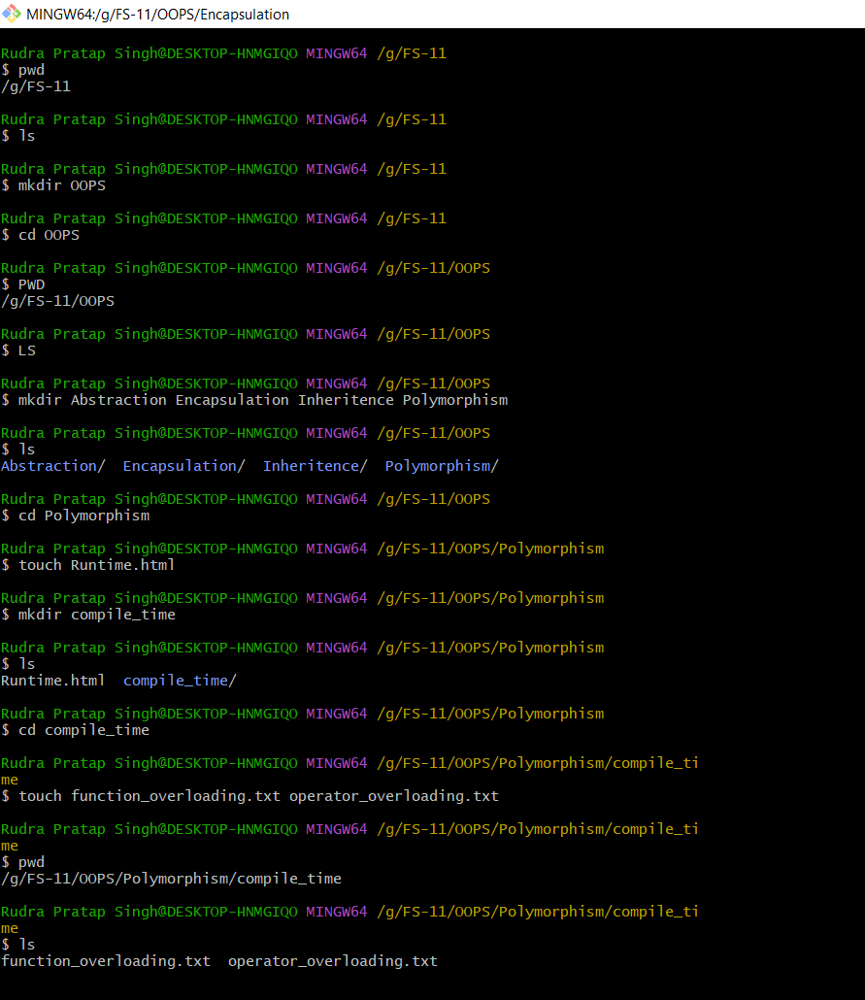 MINGW64:/g/FS-11/OOPS/Encapsulation
Rudra Pratap Singh@DESKTOP-HNMGIQO MINGW64 /g/FS-11
$ pwd
/g/FS-11
Rudra Pratap Singh@DESKTOP-HNMGIQO MINGW64 /g/FS-11
$ ls
Rudra Pratap Singh@DESKTOP-HNMGIQO MINGW64 /g/FS-11
$ mkdir OOPS
Rudra Pratap Singh@DESKTOP-HNMGIQO MINGW64 /g/FS-11
$ cd OOPS
Rudra Pratap Singh@DESKTOP-HNMGIQO MINGW64 /g/FS-11/OOPS
$ PWD
/g/FS-11/OOPS
Rudra Pratap Singh@DESKTOP-HNMGIQO MINGW64 /g/FS-11/OOPS
$ LS
Rudra Pratap Singh@DESKTOP-HNMGIQO MINGW64 /g/FS-11/OOPS
$ mkdir Abstraction Encapsulation Inheritence Polymorphism
Rudra Pratap Singh@DESKTOP-HNMGIQO MINGW64 /g/FS-11/OOPS
$ ls
Abstraction/  Encapsulation/  Inheritence/  Polymorphism/
Rudra Pratap Singh@DESKTOP-HNMGIQO MINGW64 /g/FS-11/OOPS
$ cd Polymorphism
Rudra Pratap Singh@DESKTOP-HNMGIQO MINGW64 /g/FS-11/OOPS/Polymorphism
$ touch Runtime.html
Rudra Pratap Singh@DESKTOP-HNMGIQO MINGW64 /g/FS-11/OOPS/Polymorphism
$ mkdir compile_time
Rudra Pratap Singh@DESKTOP-HNMGIQO MINGW64 /g/FS-11/OOPS/Polymorphism
$ ls
Runtime.html  compile_time/
Rudra Pratap Singh@DESKTOP-HNMGIQO MINGW64 /g/FS-11/OOPS/Polymorphism
$ cd compile_time
Rudra Pratap Singh@DESKTOP-HNMGIQO MINGW64 /g/FS-11/OOPS/Polymorphism/compile_ti
me
$ touch function_overloading.txt operator_overloading.txt
Rudra Pratap Singh@DESKTOP-HNMGIQO MINGW64 /g/FS-11/OOPS/Polymorphism/compile_ti
me
$ pwd
/g/FS-11/OOPS/Polymorphism/compile_time
Rudra Pratap Singh@DESKTOP-HNMGIQO MINGW64 /g/FS-11/OOPS/Polymorphism/compile_ti
me
$ ls
function_overloading.txt  operator_overloading.txt